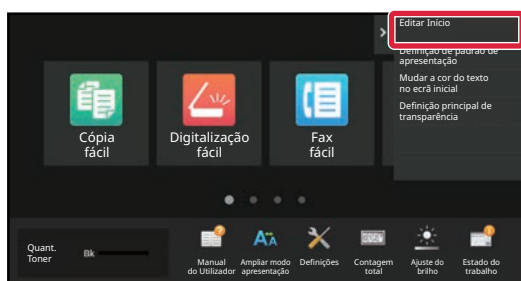 Editar Início
Definição de padrão de
apresentação
Mudar a cor do texto
no ecrã inicial
Definição principal de
transparência
Cópia
fácil
Digitalização
fácil
Fax
fácil
Quant.
Toner
Bk
Manual
do Utilizador
Ampliar modo
apresentação
Definições
Contagem
total
Ajuste do
brilho
Estado do
trabalho